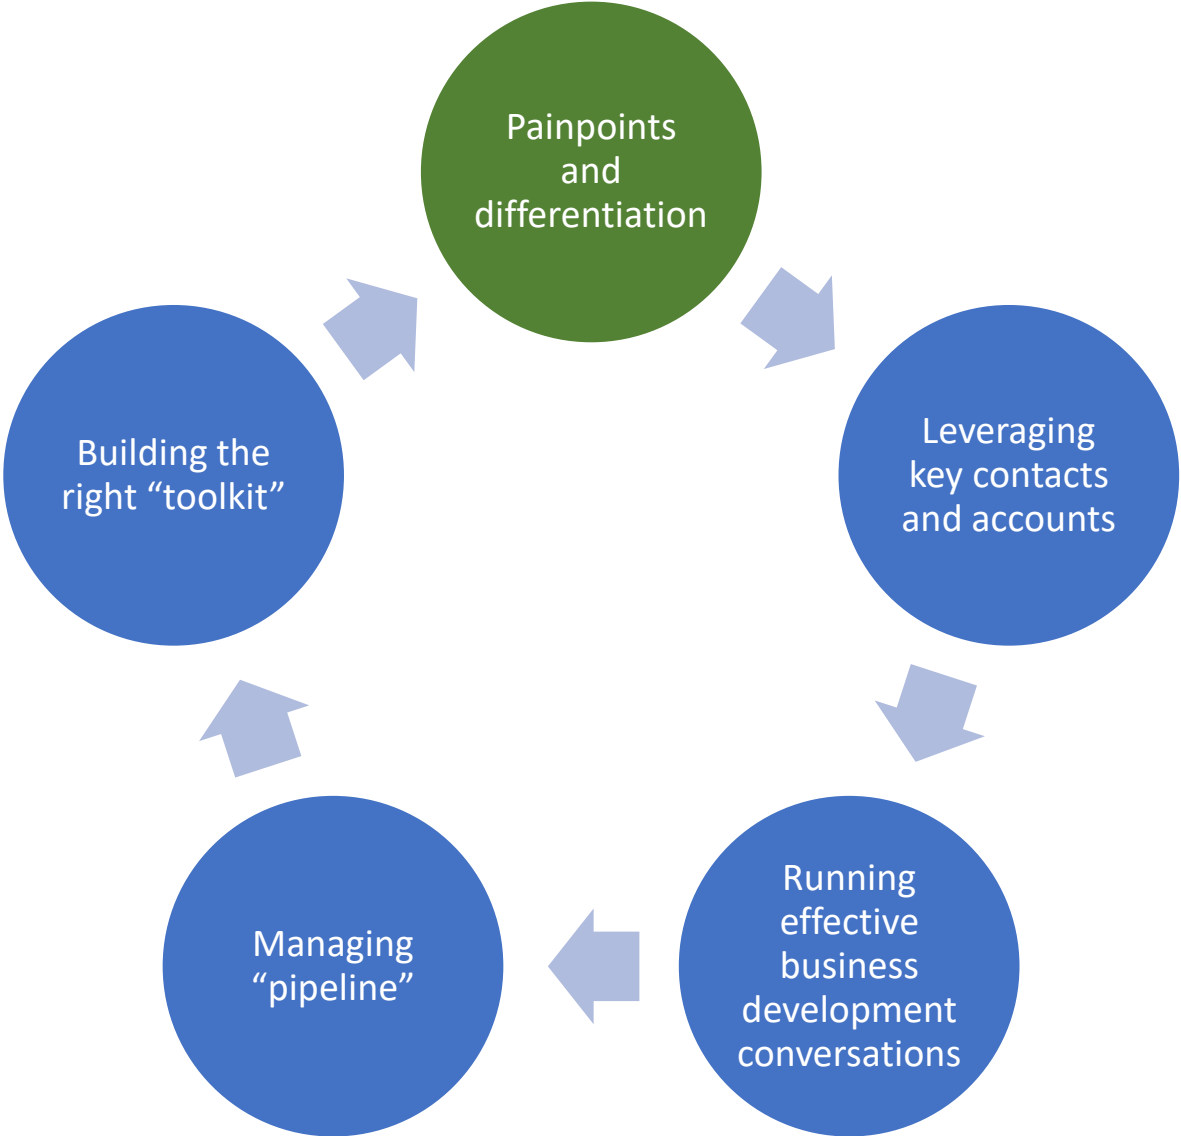 Painpoints
and
differentiation
Leveraging
key contacts
and accounts
Running
effective
business
development
conversations
Managing
“pipeline”
Building the
right “toolkit”